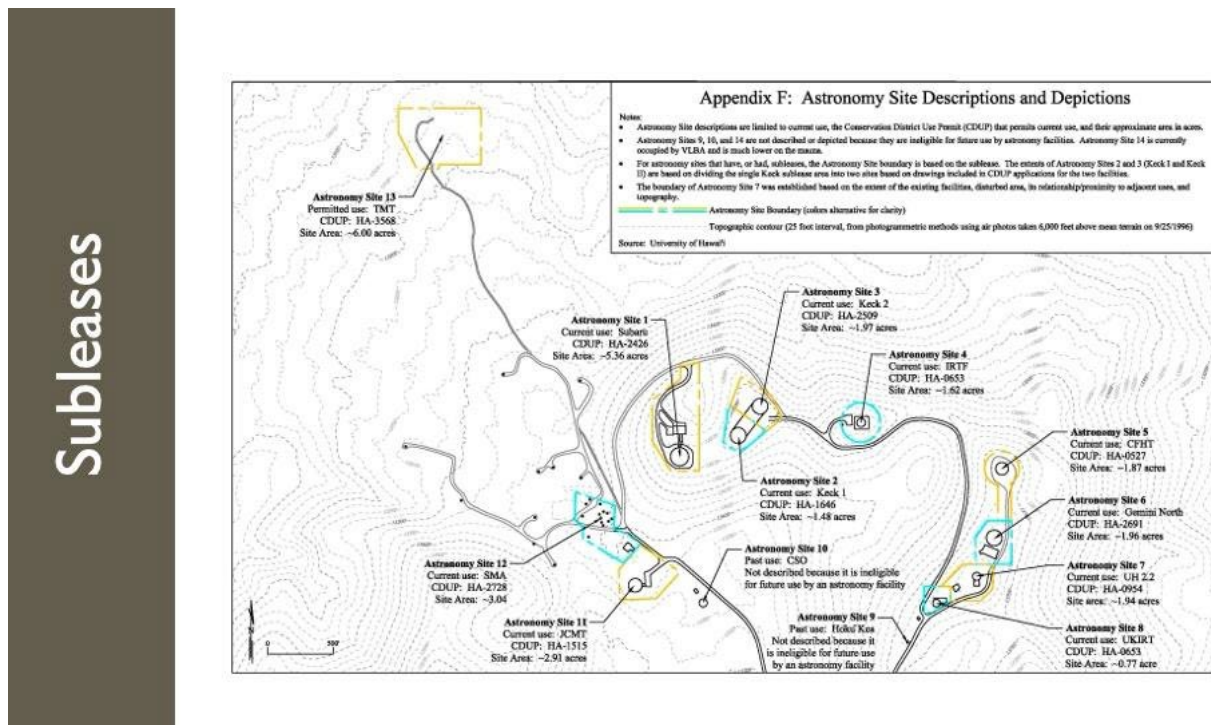 Subleases
Appendix F: Astronomy Site Descriptions and Depictions
Notes:
• Astronomy Site descriptions are limited to current use, the Conservation District Use Permit (CDUP) that permits current use, and their approximate area in acres.
• Astronomy Sites 9, 10, and 14 are not described or depicted because they are ineligible for future use by astronomy facilities. Astronomy Site 14 is currently
occupied by VLBA and is much lower on the mauna.
• For astronomy sites that have, or had, subleases, the Astronomy Site boundary is based on the sublease. The extents of Astronomy Sites 2 and 3 (Keck I and Keck
II) are based on dividing the single Keck sublease area into two sites based on drawings included in CDUP applications for the two facilities.
• The boundary of Astronomy Site 7 was established based on the extent of the existing facilities, disturbed area, its relationship/proximity to adjacent uses, and
topography.
Astronomy Site Boundary (colors alternative for clarity)
Topographic contour (25 foot interval, from photogrammetric methods using air photos taken 6,000 feet above mean terrain on 9/25/1996)
Source: University of Hawai'i
Astronomy Site 13
Permitted use: TMT
CDUP: HA-3568
Site Area: ~6.00 acres
Astronomy Site 1
Current use: Subaru
CDUP: HA-2426
Site Area: ~5.36 acres
Astronomy Site 3
Current use: Keck 2
CDUP: HA-2509
Site Area: ~1.97 acres
Astronomy Site 4
Current use: IRTF
CDUP: HA-0653
Site Area: ~1.62 acres
Astronomy Site 5
Current use: CFHT
CDUP: HA-0527
Site Area: ~1.87 acres
Astronomy Site 2
Current use: Keck 1
CDUP: HA-1646
Site Area: ~1.48 acres
Astronomy Site 6
Current use: Gemini North
CDUP: HA-2691
Site Area: ~1.96 acres
Astronomy Site 10
Past use: CSO
Not described because it is ineligible
for future use by an astronomy facility
Astronomy Site 12
Current use: SMA
CDUP: HA-2728
Site Area: ~3.04
Astronomy Site 7
Current use: UH 2.2
CDUP: HA-0954
Site area: ~1.94 acres
Astronomy Site 11
Current use: JCMT
CDUP: HA-1515
Site Area: ~2.91 acres
Astronomy Site 9
Past use: Hoku Kea
Not described because it
is ineligible for future use
by an astronomy facility
Astronomy Site 8
Current use: UKIRT
CDUP: HA-0653
Site Area: ~0.77 acre
0 500'